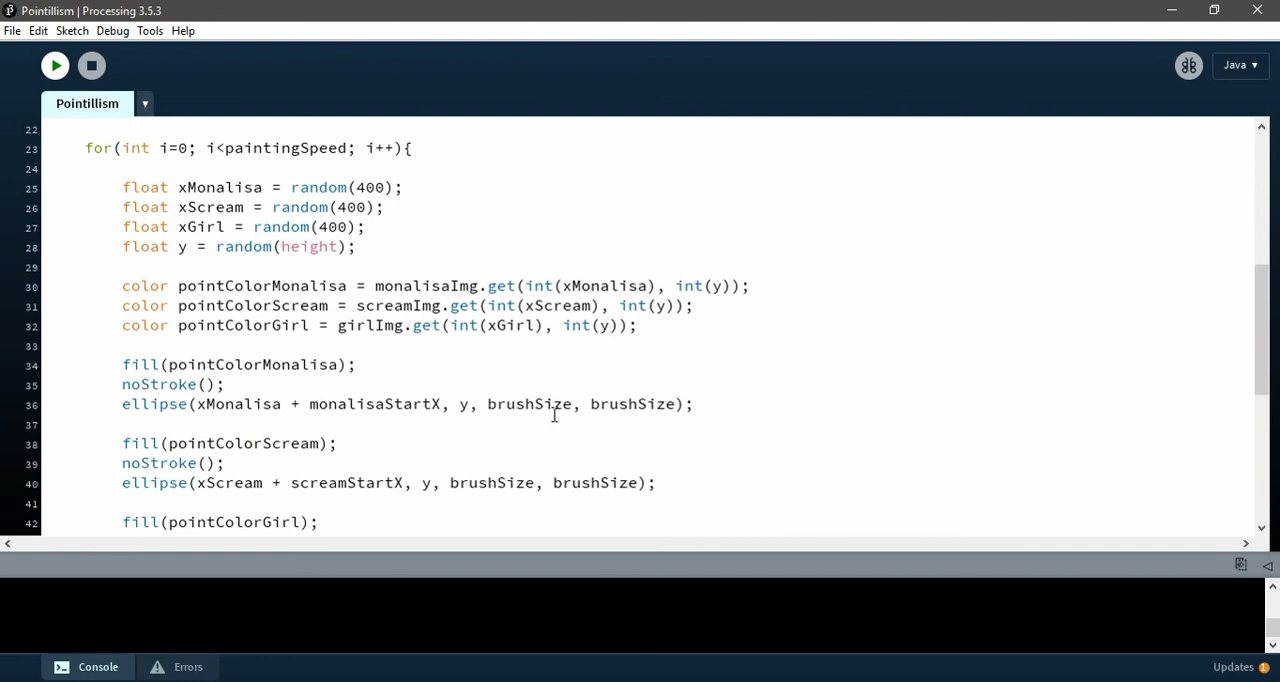 Pointillism | Processing 3.5.3
File Edit Sketch Debug Tools Help
Java ▾
Pointillism ▾
22
23 for(int i=0; i<paintingSpeed; i++){
24
25 float xMonalisa = random(400);
26 float xScream = random(400);
27 float xGirl = random(400);
28 float y = random(height);
29
30 color pointColorMonalisa = monalisaImg.get(int(xMonalisa), int(y));
31 color pointColorScream = screamImg.get(int(xScream), int(y));
32 color pointColorGirl = girlImg.get(int(xGirl), int(y));
33
34 fill(pointColorMonalisa);
35 noStroke();
36 ellipse(xMonalisa + monalisaStartX, y, brushSize, brushSize);
37
38 fill(pointColorScream);
39 noStroke();
40 ellipse(xScream + screamStartX, y, brushSize, brushSize);
41
42 fill(pointColorGirl);
Console Errors
Updates 1